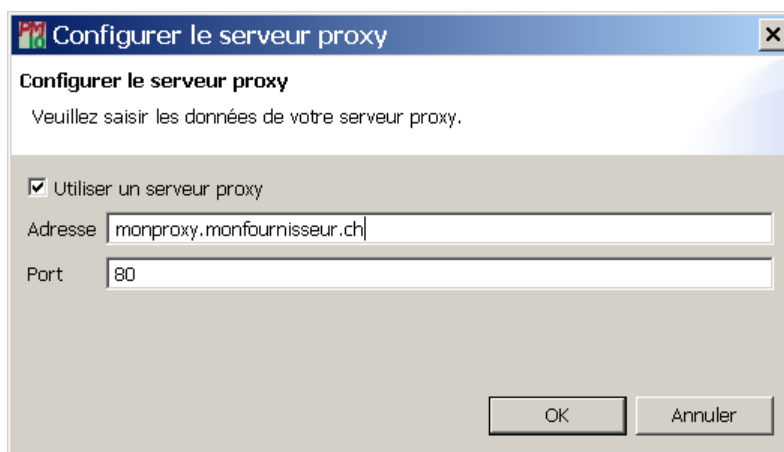 PMO Configurer le serveur proxy
Configurer le serveur proxy
Veuillez saisir les données de votre serveur proxy.
Utiliser un serveur proxy
Adresse monproxy.monfournisseur.ch
Port 80
OK Annuler